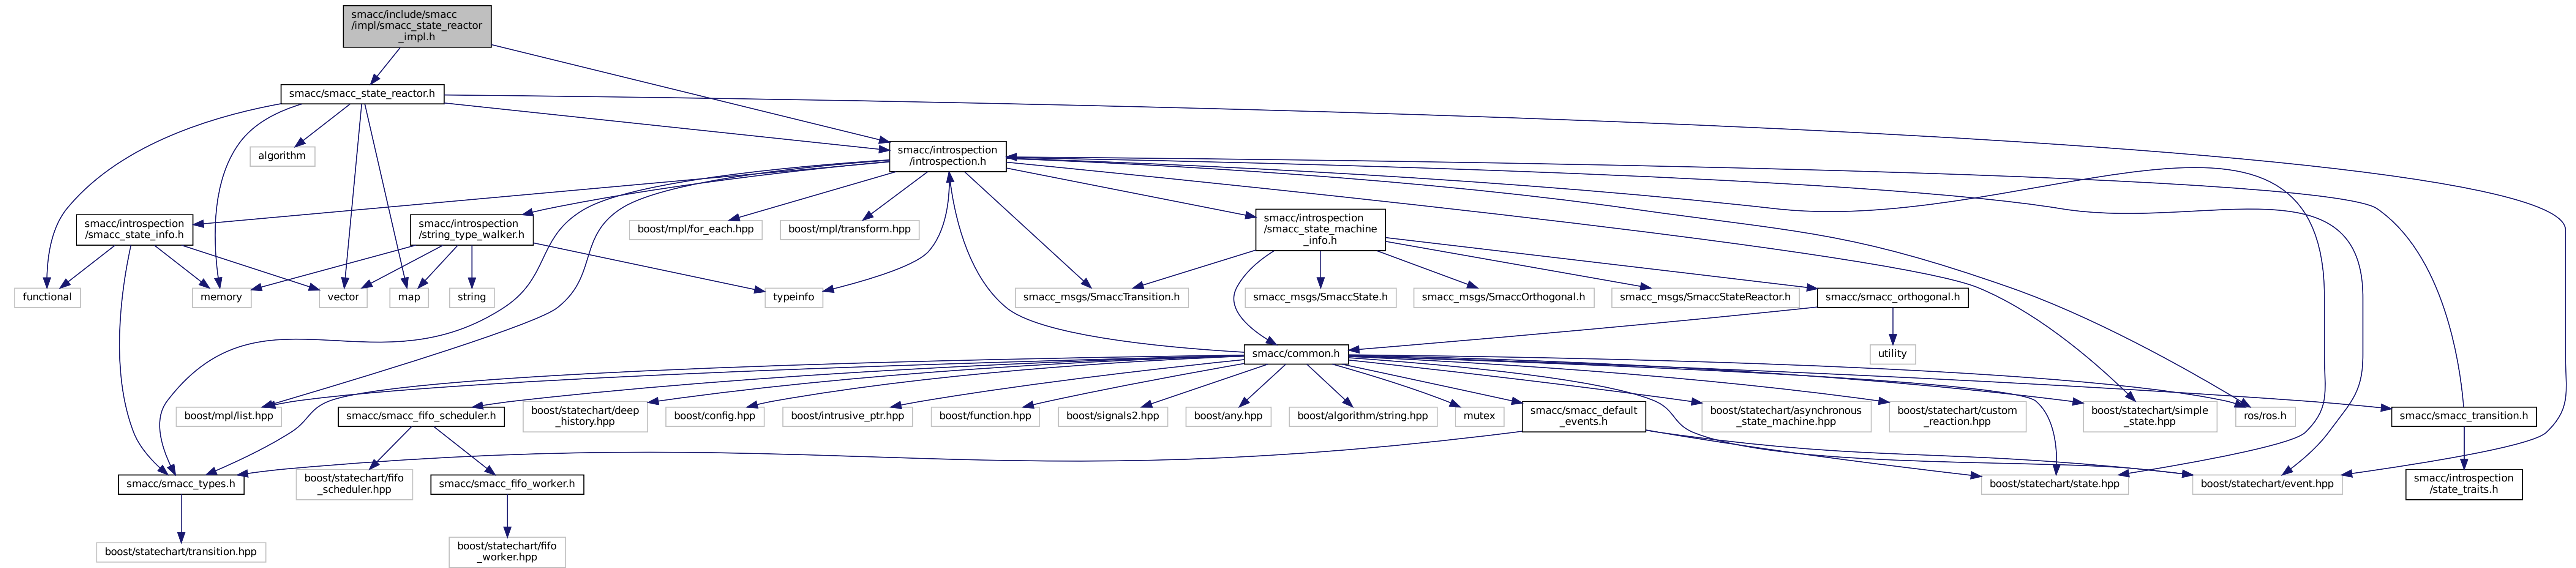 smacc/include/smacc
/impl/smacc_state_reactor
_impl.h
smacc/smacc_state_reactor.h
algorithm
smacc/introspection
/introspection.h
smacc/introspection
/smacc_state_info.h
smacc/introspection
/string_type_walker.h
boost/mpl/for_each.hpp
boost/mpl/transform.hpp
smacc/introspection
/smacc_state_machine
_info.h
functional
memory
vector
map
string
typeinfo
smacc_msgs/SmaccTransition.h
smacc_msgs/SmaccState.h
smacc_msgs/SmaccOrthogonal.h
smacc_msgs/SmaccStateReactor.h
smacc/smacc_orthogonal.h
smacc/common.h
utility
boost/mpl/list.hpp
smacc/smacc_fifo_scheduler.h
boost/statechart/deep
_history.hpp
boost/config.hpp
boost/intrusive_ptr.hpp
boost/function.hpp
boost/signals2.hpp
boost/any.hpp
boost/algorithm/string.hpp
mutex
smacc/smacc_default
_events.h
boost/statechart/asynchronous
_state_machine.hpp
boost/statechart/custom
_reaction.hpp
boost/statechart/simple
_state.hpp
ros/ros.h
smacc/smacc_transition.h
smacc/smacc_types.h
boost/statechart/fifo
_scheduler.hpp
smacc/smacc_fifo_worker.h
boost/statechart/state.hpp
boost/statechart/event.hpp
smacc/introspection
/state_traits.h
boost/statechart/transition.hpp
boost/statechart/fifo
_worker.hpp